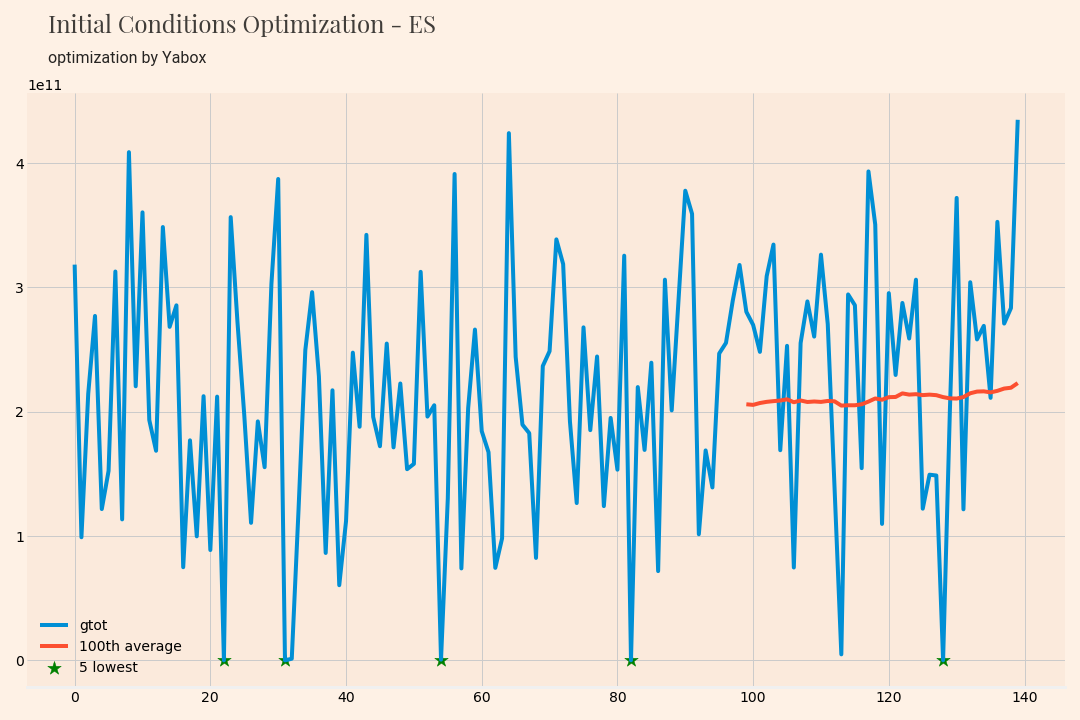 Initial Conditions Optimization - ES
optimization by Yabox
1e11
4
3
2
1
0
gtot
100th average
5 lowest
0 20 40 60 80 100 120 140